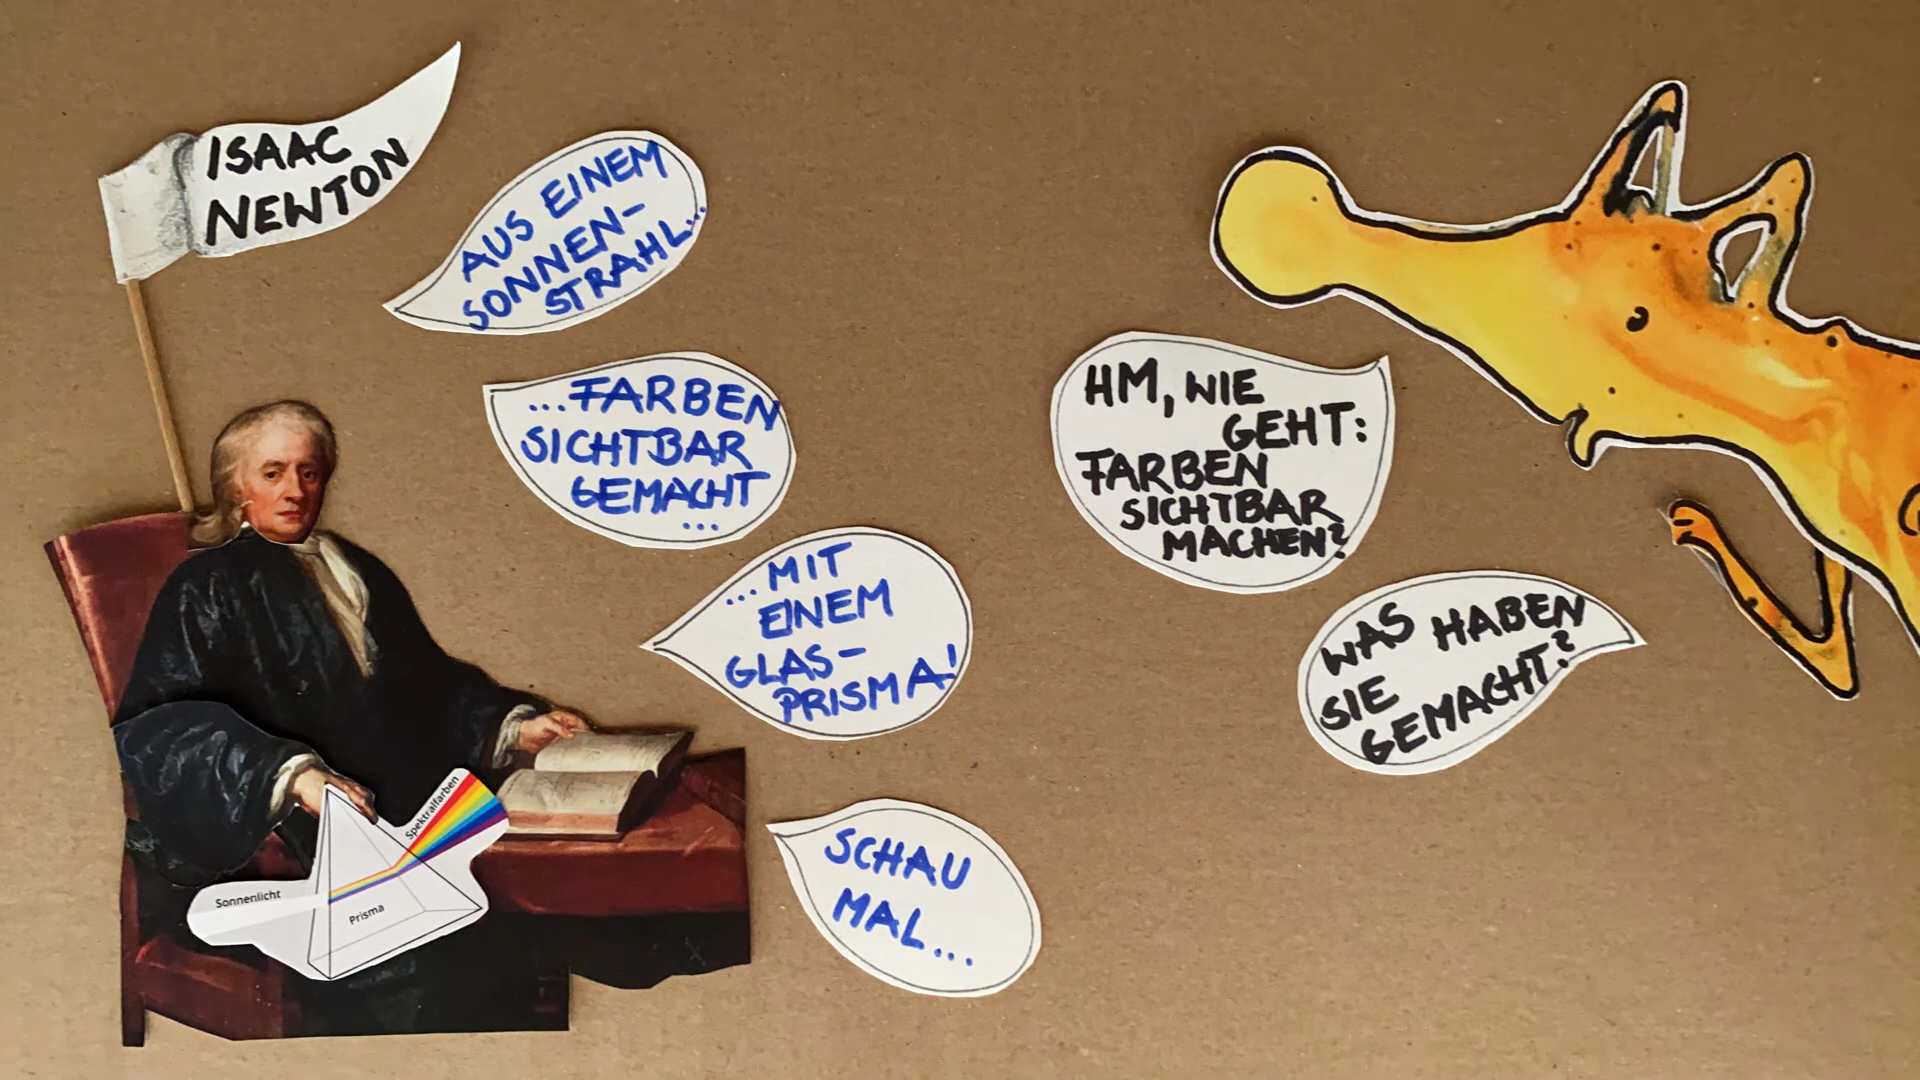 ISAAC
NEWTON
AUS EINEM
SONNEN-
STRAHL...
...FARBEN
SICHTBAR
GEMACHT
...
...MIT
EINEM
GLAS-
PRISMA!
SCHAU
MAL...
HM, WIE
GEHT:
FARBEN
SICHTBAR
MACHEN?
WAS HABEN
SIE
GEMACHT?
Spektralfarben
Sonnenlicht
Prisma